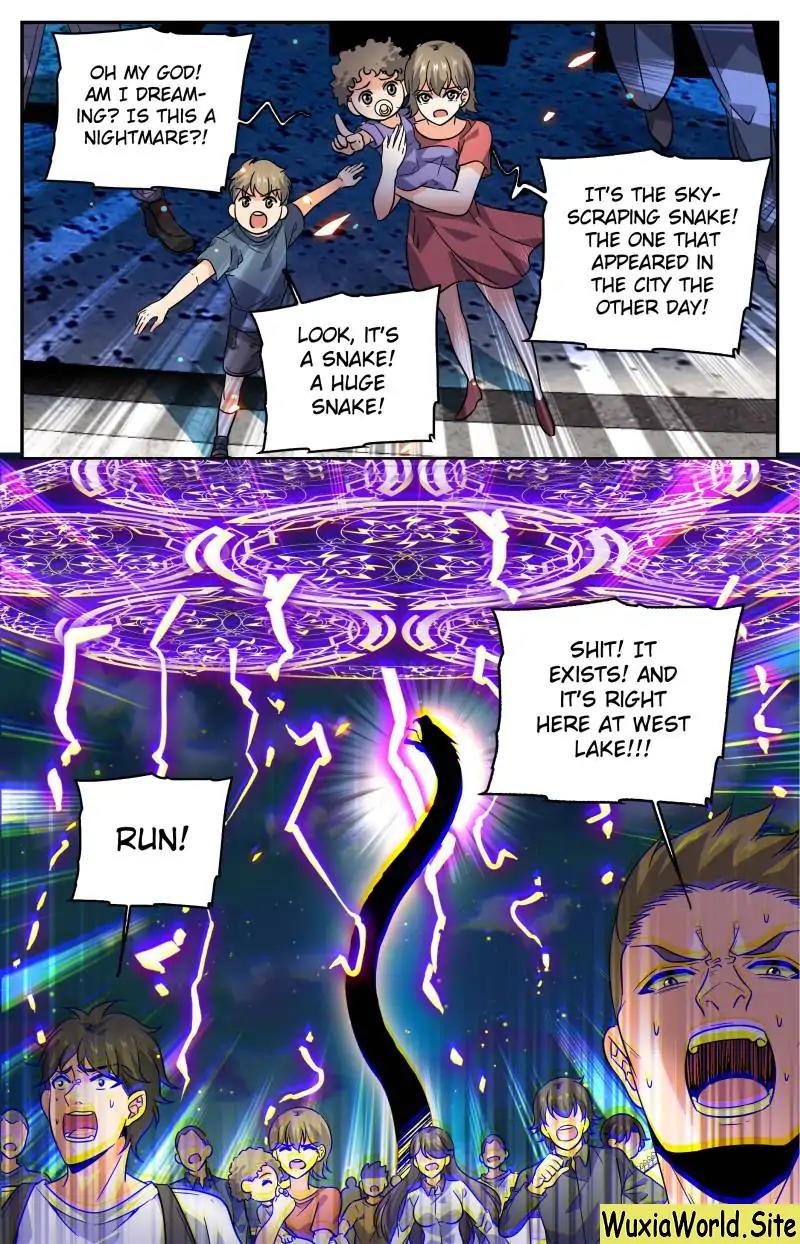 OH MY GOD!
AM I DREAM-
ING? IS THIS A
NIGHTMARE?!
IT'S THE SKY-
SCRAPING SNAKE!
THE ONE THAT
APPEARED IN
THE CITY THE
OTHER DAY!
LOOK, IT'S
A SNAKE!
A HUGE
SNAKE!
SHIT! IT
EXISTS! AND
IT'S RIGHT
HERE AT WEST
LAKE!!!
RUN!
WuxiaWorld.Site